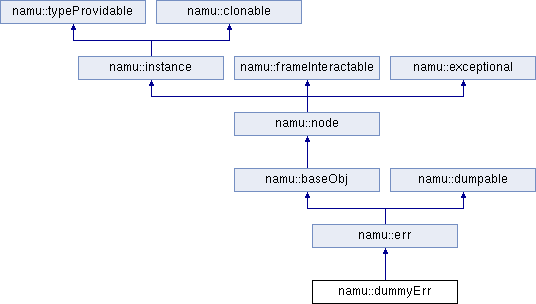 namu::typeProvidable
namu::clonable
namu::instance
namu::frameInteractable
namu::exceptional
namu::node
namu::baseObj
namu::dumpable
namu::err
namu::dummyErr